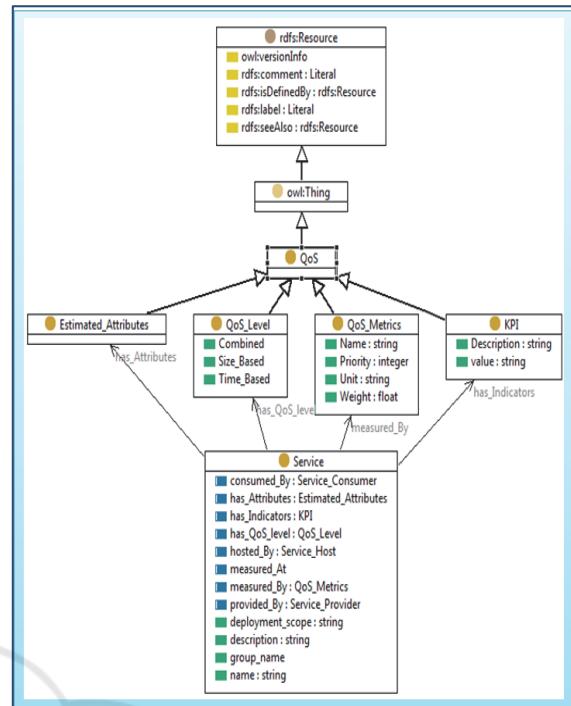 rdfs:Resource
owl:versionInfo
rdfs:comment : Literal
rdfs:isDefinedBy : rdfs:Resource
rdfs:label : Literal
rdfs:seeAlso : rdfs:Resource
owl:Thing
QoS
Estimated_Attributes
QoS_Level
Combined
Size_Based
Time_Based
QoS_Metrics
Name : string
Priority : integer
Unit : string
Weight : float
KPI
Description : string
value : string
has_Attributes
has_QoS_level
measured_By
has_Indicators
Service
consumed_By : Service_Consumer
has_Attributes : Estimated_Attributes
has_Indicators : KPI
has_QoS_level : QoS_Level
hosted_By : Service_Host
measured_At
measured_By : QoS_Metrics
provided_By : Service_Provider
deployment_scope : string
description : string
group_name
name : string